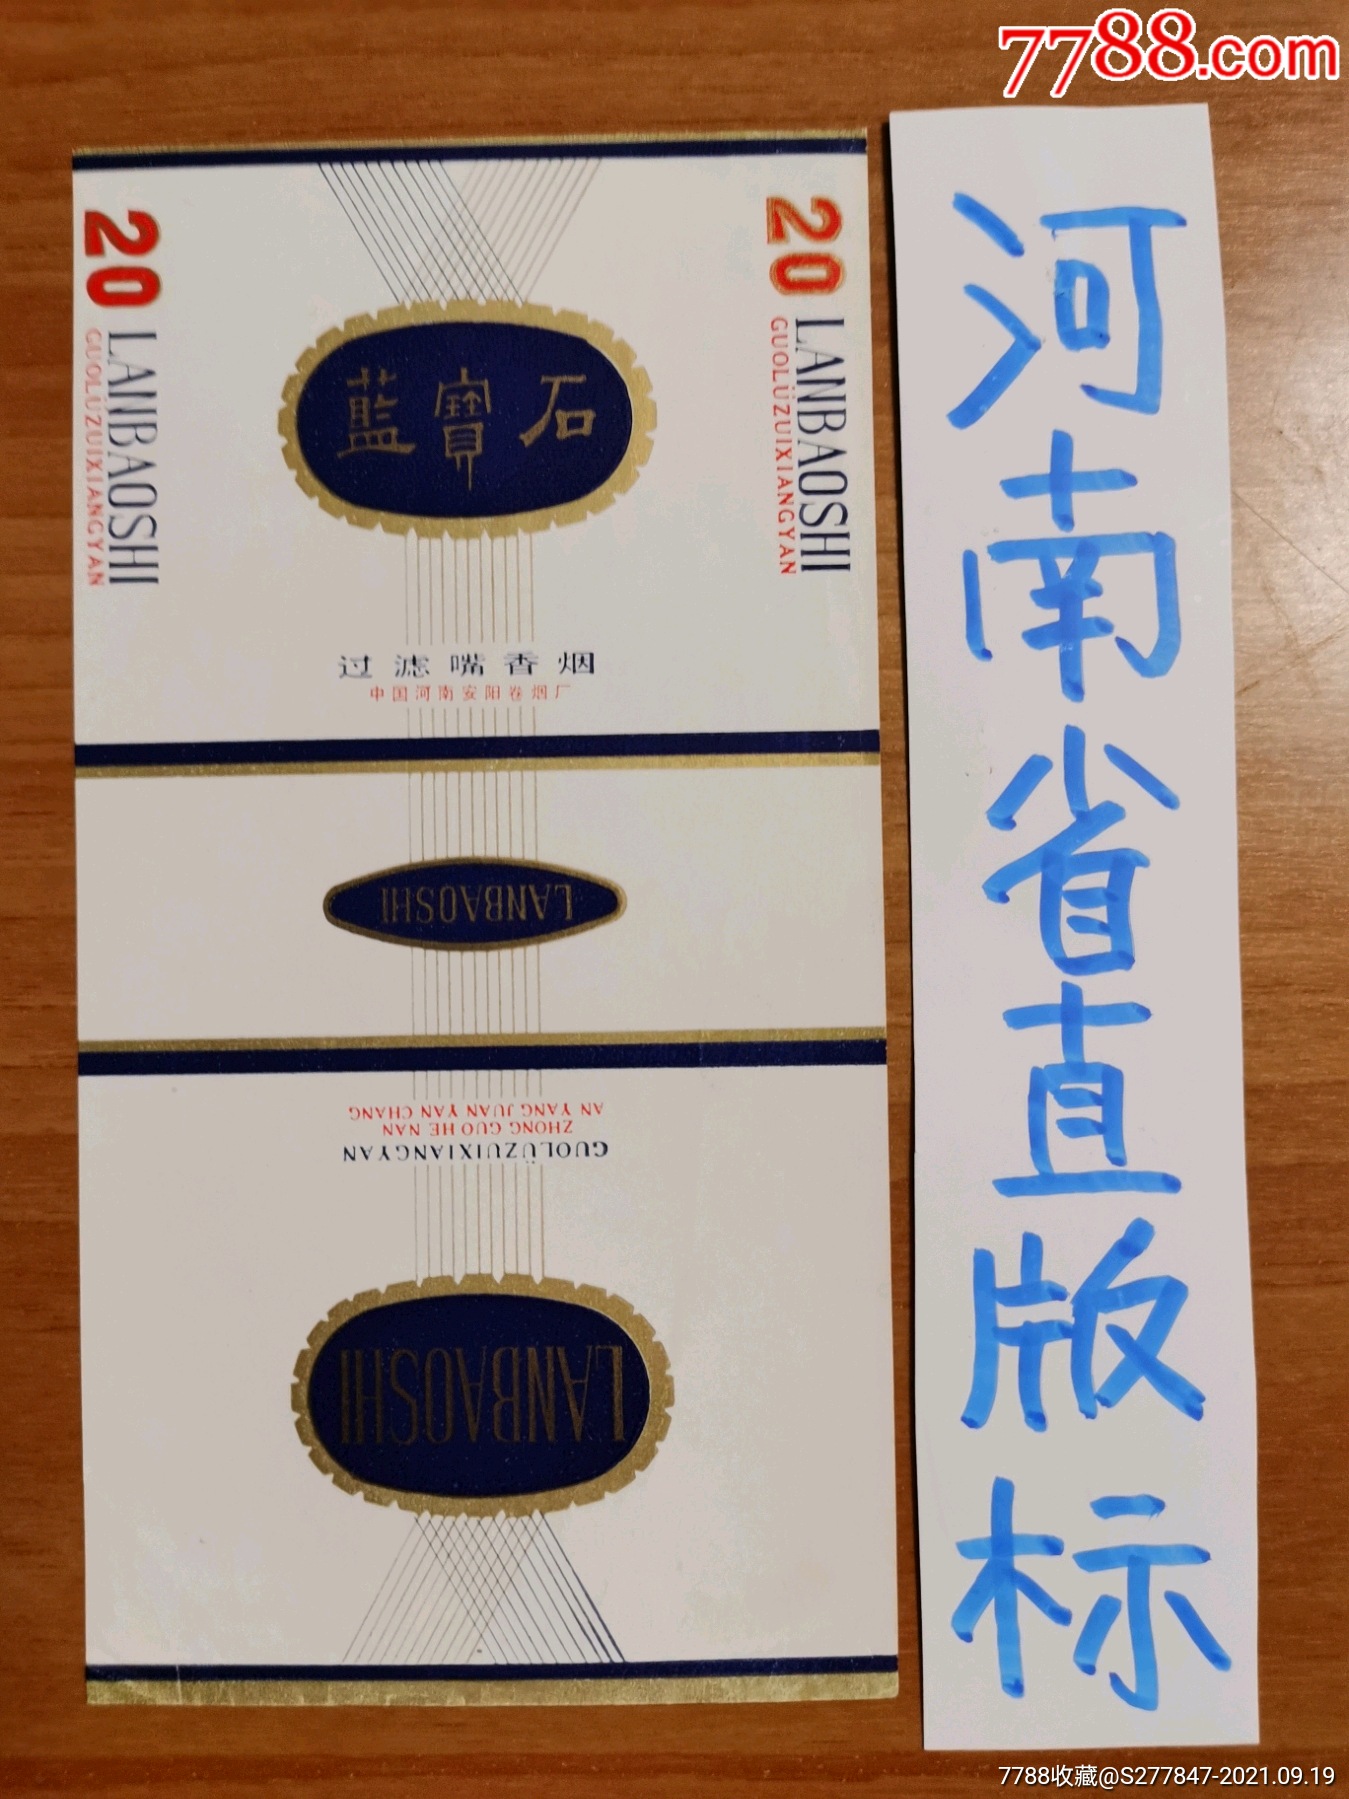 7788.com
20 LANBAOSHI
GUOLÜZUIXIANGYAN
20 LANBAOSHI
GUOLÜZUIXIANGYAN
藍寶石
过滤嘴香烟
中国河南安阳卷烟厂
LANBAOSHI
GUOLÜZUIXIANGYAN
ZHONG GUO HE NAN
AN YANG JUAN YAN CHANG
LANBAOSHI
河南省直版标
7788收藏@S277847-2021.09.19